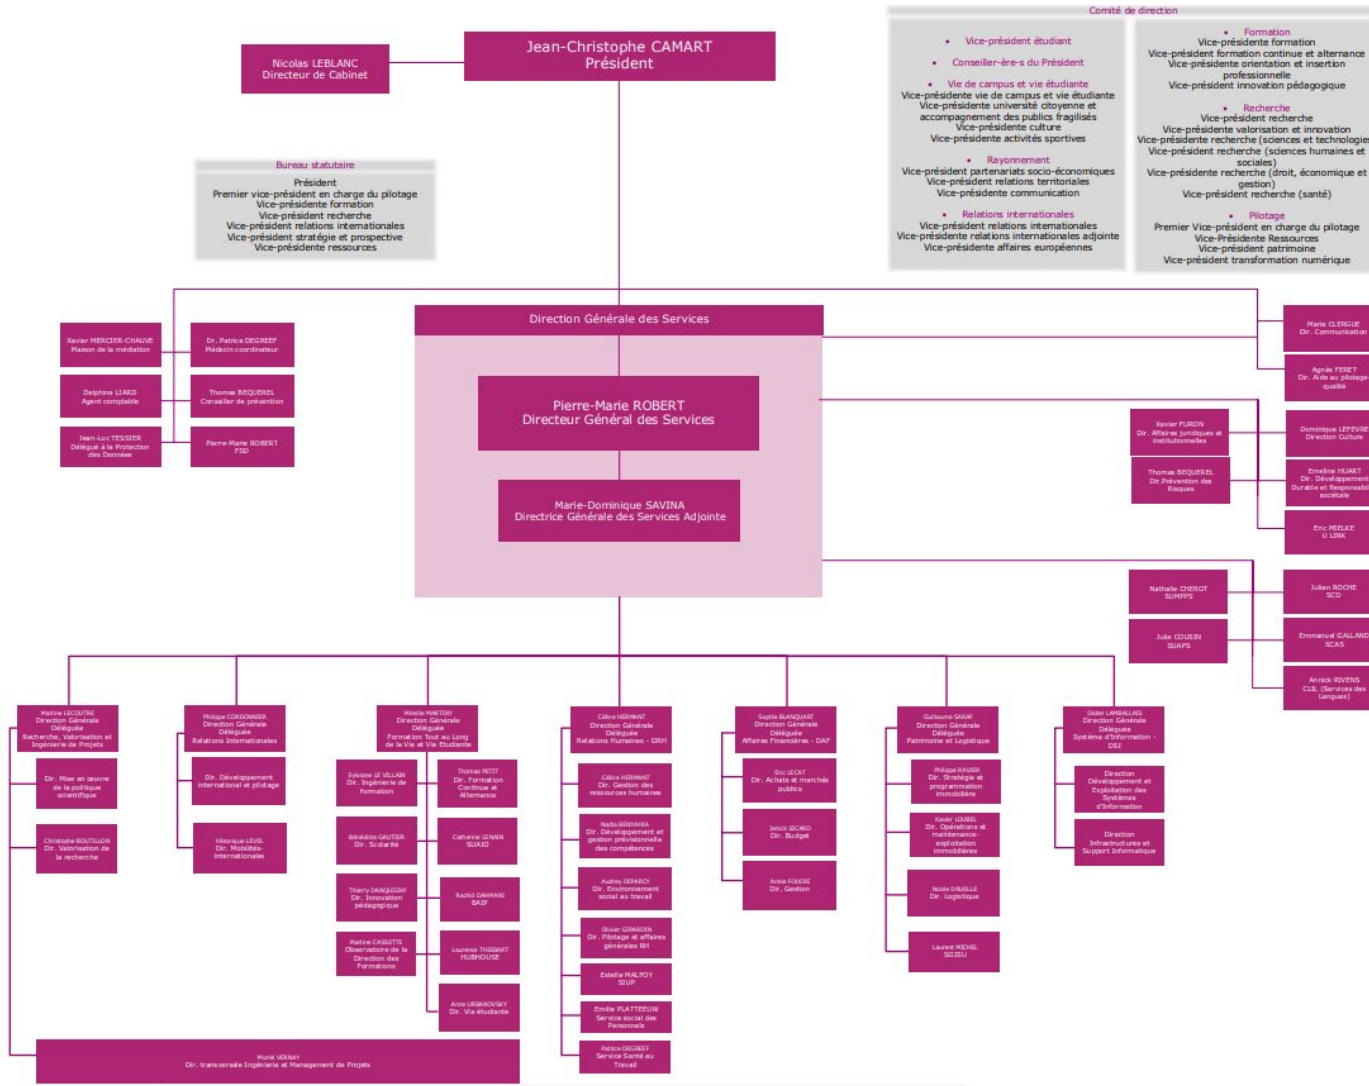 Comité de direction
Jean-Christophe CAMART
Président
Nicolas LEBLANC
Directeur de Cabinet
• Vice-président étudiant
• Conseiller-ère-s du Président
• Vie de campus et vie étudiante
Vice-présidente vie de campus et vie étudiante
Vice-présidente université citoyenne et
accompagnement des publics fragilisés
Vice-présidente culture
Vice-présidente activités sportives
• Rayonnement
Vice-président partenariats socio-économiques
Vice-président relations territoriales
Vice-présidente communication
• Relations internationales
Vice-président relations internationales
Vice-présidente relations internationales adjointe
Vice-présidente affaires européennes
• Formation
Vice-présidente formation
Vice-président formation continue et alternance
Vice-présidente orientation et insertion
professionnelle
Vice-président innovation pédagogique
• Recherche
Vice-président recherche
Vice-présidente valorisation et innovation
Vice-présidente recherche (sciences et technologies
Vice-président recherche (sciences humaines et
sociales)
Vice-présidente recherche (droit, économique et
gestion)
Vice-président recherche (santé)
• Pilotage
Premier Vice-président en charge du pilotage
Vice-Présidente Ressources
Vice-président patrimoine
Vice-président transformation numérique
Bureau statutaire
Président
Premier vice-président en charge du pilotage
Vice-présidente formation
Vice-président recherche
Vice-président relations internationales
Vice-président stratégie et prospective
Vice-présidente ressources
Xavier MERCIER-CHAUVE
Maison de la médiation
Dr. Patrice DEGREEF
Médecin coordinateur
Delphine LIARD
Agent comptable
Thomas BEQUEREL
Conseiller de prévention
Jean-Luc TESSIER
Délégué à la Protection
des Données
Pierre-Marie ROBERT
FSD
Direction Générale des Services
Pierre-Marie ROBERT
Directeur Général des Services
Marie-Dominique SAVINA
Directrice Générale des Services Adjointe
Marie CLERGUE
Dir. Communication
Agnès FERET
Dir. Aide au pilotage-
qualité
Xavier FURON
Dir. Affaires juridiques et
institutionnelles
Dominique LEFEVRE
Direction Culture
Thomas BEQUEREL
Dir.Prévention des
Risques
Emeline HUART
Dir. Développement
Durable et Responsabili
sociétale
Eric MIELKE
U LINK
Nathalie CHEROT
SUMPPS
Julien ROCHE
SCD
Julie COUSIN
SUAPS
Emmanuel GALLAND
SCAS
Annick RIVENS
CLIL (Services des
Langues)
Martine LECOUTRE
Direction Générale
Déléguée
Recherche, Valorisation et
Ingénierie de Projets
Dir. Mise en œuvre
de la politique
scientifique
Christophe BOUTILLON
Dir. Valorisation de
la recherche
Philippe CORDONNIER
Direction Générale
Déléguée
Relations Internationales
Dir. Développement
international et pilotage
Véronique LEVEL
Dir. Mobilités-
internationales
Mireille MARTINY
Direction Générale
Déléguée
Formation Tout au Long
de la Vie et Vie Etudiante
Sylviane LE VILLAIN
Dir. Ingénierie de
formation
Thomas PETIT
Dir. Formation
Continue et
Alternance
Bénédicte GAUTIER
Dir. Scolarité
Catherine LENAIN
SUAIO
Thierry DANQUIGNY
Dir. Innovation
pédagogique
Rachid DAHMANI
BAIP
Martine CASSETTE
Observatoire de la
Direction des
Formations
Laurence THIEBART
HUBHOUSE
Anne URBANOVSKY
Dir. Vie étudiante
Céline HERMANT
Direction Générale
Déléguée
Relations Humaines - DRH
Céline HERMANT
Dir. Gestion des
ressources humaines
Nadia BENYAHIA
Dir. Développement et
gestion prévisionnelle
des compétences
Audrey DEPARCY
Dir. Environnement
social au travail
Olivier GIRARDIN
Dir. Pilotage et affaires
générales RH
Estelle MALFOY
SIUP
Emilie PLATTEEUW
Service social des
Personnels
Patrice DEGREEF
Service Santé au
Travail
Sophie BLANQUART
Direction Générale
Déléguée
Affaires Financières - DAF
Eric LECAT
Dir. Achats et marchés
publics
Janick SICARD
Dir. Budget
Annie FOUDI
Dir. Gestion
Guillaume SARAF
Direction Générale
Déléguée
Patrimoine et Logistique
Philippe RAVIER
Dir. Stratégie et
programmation
immobilière
Xavier LOUBEL
Dir. Opérations et
maintenance-
exploitation
immobilières
Nicole DRUELLE
Dir. Logistique
Laurent MICHEL
SGISU
Didier LAMBALLAIS
Direction Générale
Déléguée
Système d'Information -
DSI
Direction
Développement et
Exploitation des
Systèmes
d'Information
Direction
Infrastructures et
Support Informatique
Muriel VERNAY
Dir. transversale Ingénierie et Management de Projets